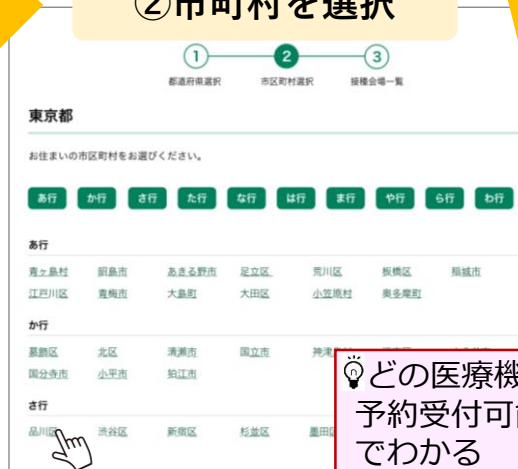 ②市町村を選択
1 2 3
都道府県選択 市区町村選択 接種会場一覧
東京都
お住まいの市区町村をお選びください。
あ行 か行 さ行 た行 な行 は行 ま行 や行 ら行 わ行
あ行
青ヶ島村 昭島市 あきる野市 足立区 荒川区 板橋区 稲城市
江戸川区 青梅市 大島町 大田区 小笠原村 奥多摩町
か行
葛飾区 北区 清瀬市 国立市 神津
国分寺市 小平市 狛江市
さ行
品川区 渋谷区 新宿区 杉並区 墨田区
どの医療機
予約受付可能
でわかる